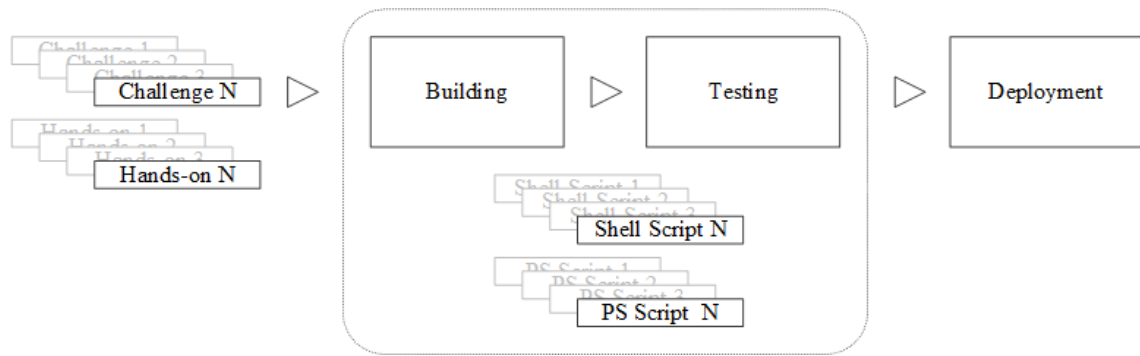 Challenge 1
Challenge 2
Challenge 3
Challenge N
Hands-on 1
Hands-on 2
Hands-on 3
Hands-on N
Building
Testing
Deployment
Shell Script 1
Shell Script 2
Shell Script 3
Shell Script N
PS Script 1
PS Script 2
PS Script 3
PS Script N